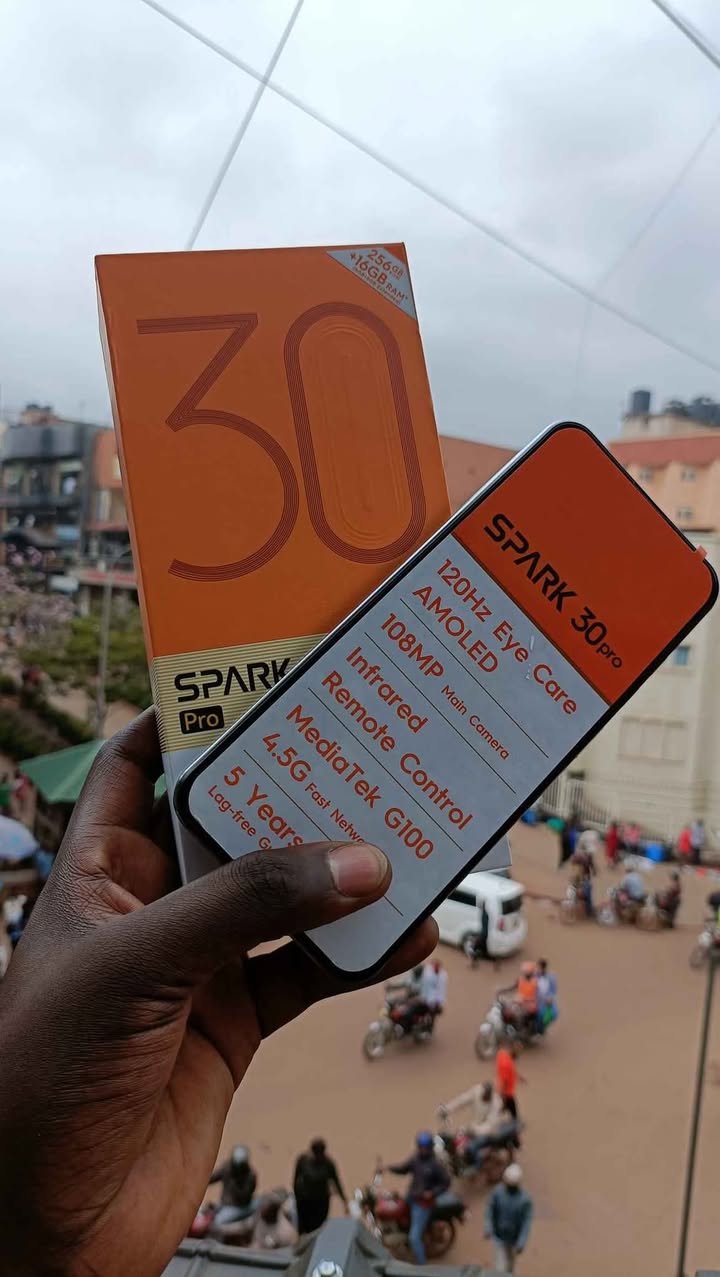 256GB
+16GB RAM*
30
SPARK
Pro
SPARK 30 pro
120Hz Eye Care
AMOLED
108MP Main Camera
Infrared
Remote Control
MediaTek G100
4.5G Fast Netw
5 Years
Lag-free